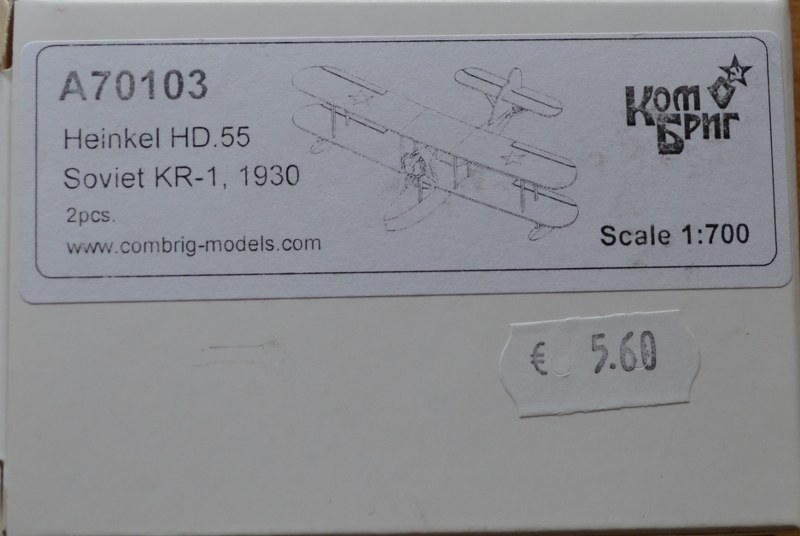 A70103
Heinkel HD.55
Soviet KR-1, 1930
2pcs.
www.combrig-models.com
Ком
Бриг
Scale 1:700
€ 5.60